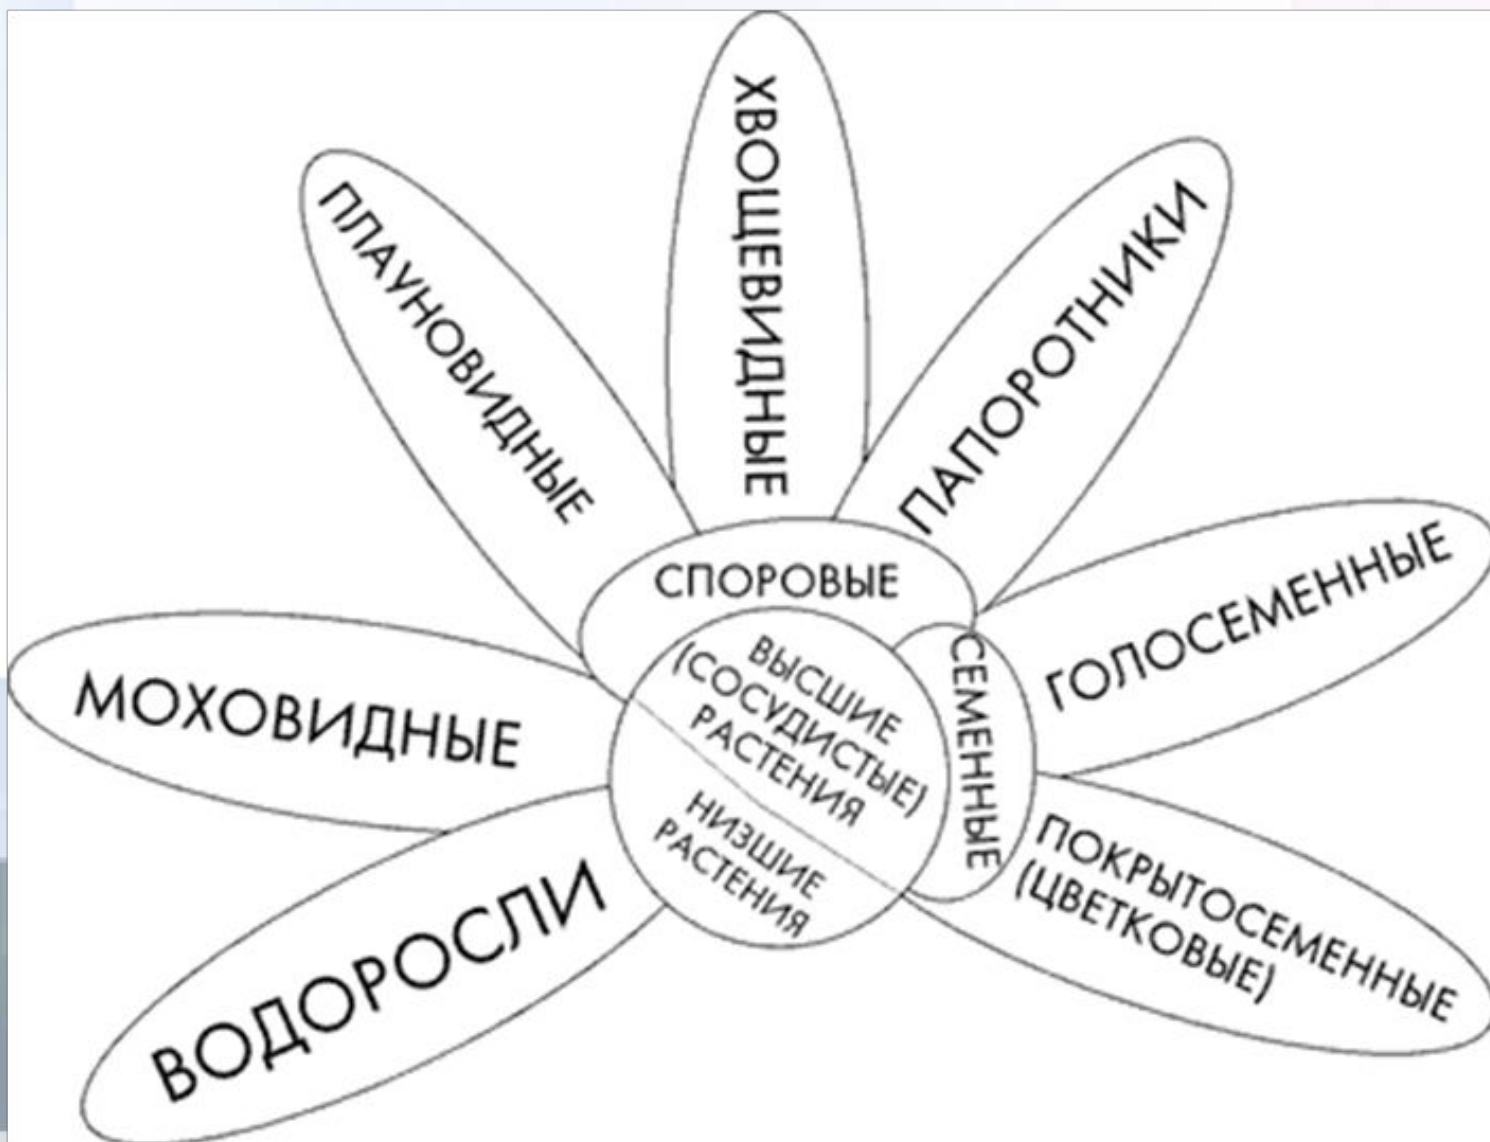 ХВОЩЕВИДНЫЕ
ПЛАУНОВИДНЫЕ
ПАПОРОТНИКИ
ГОЛОСЕМЕННЫЕ
СПОРОВЫЕ
СЕМЕННЫЕ
ВЫСШИЕ
(СОСУДИСТЫЕ)
РАСТЕНИЯ
НИЗШИЕ
РАСТЕНИЯ
МОХОВИДНЫЕ
ВОДОРОСЛИ
ПОКРЫТОСЕМЕННЫЕ
(ЦВЕТКОВЫЕ)